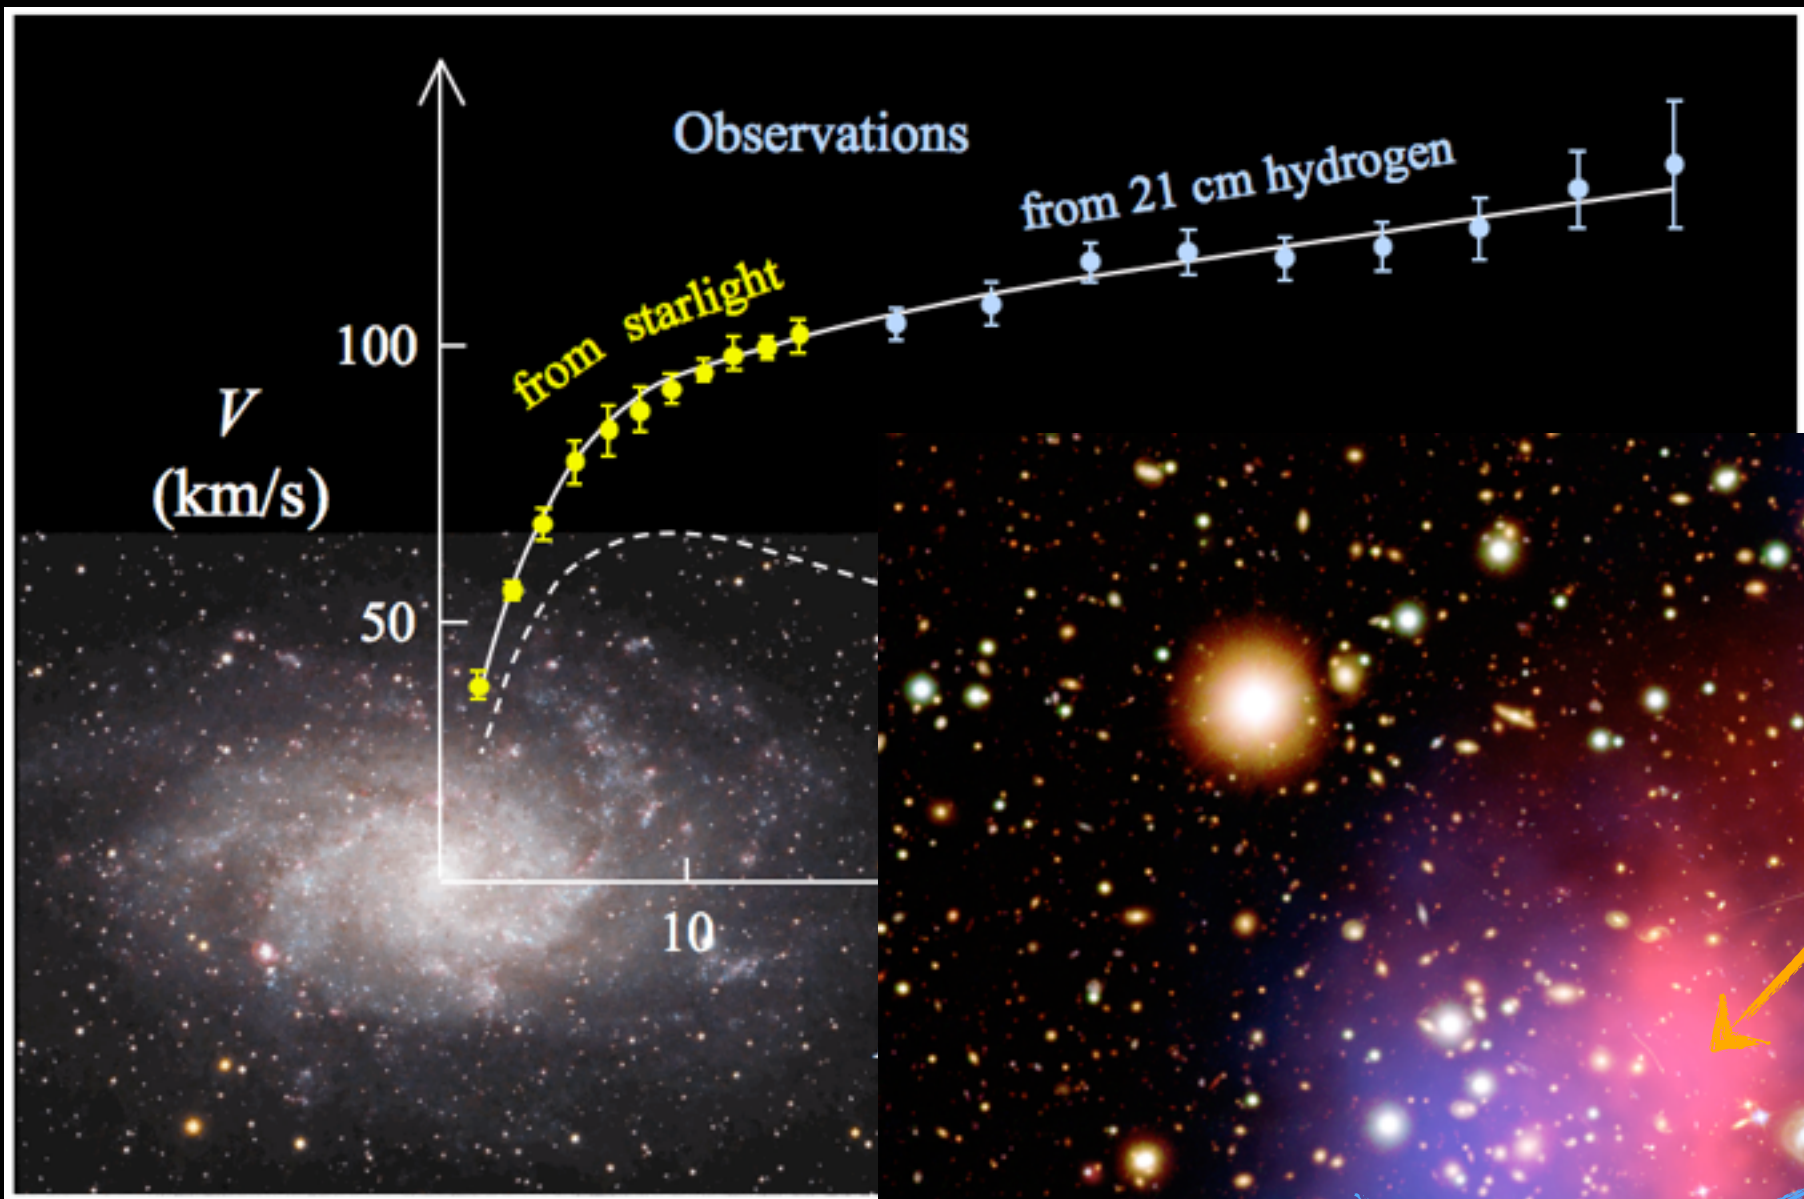 Observations
from 21 cm hydrogen
from starlight
100
V
(km/s)
50
10